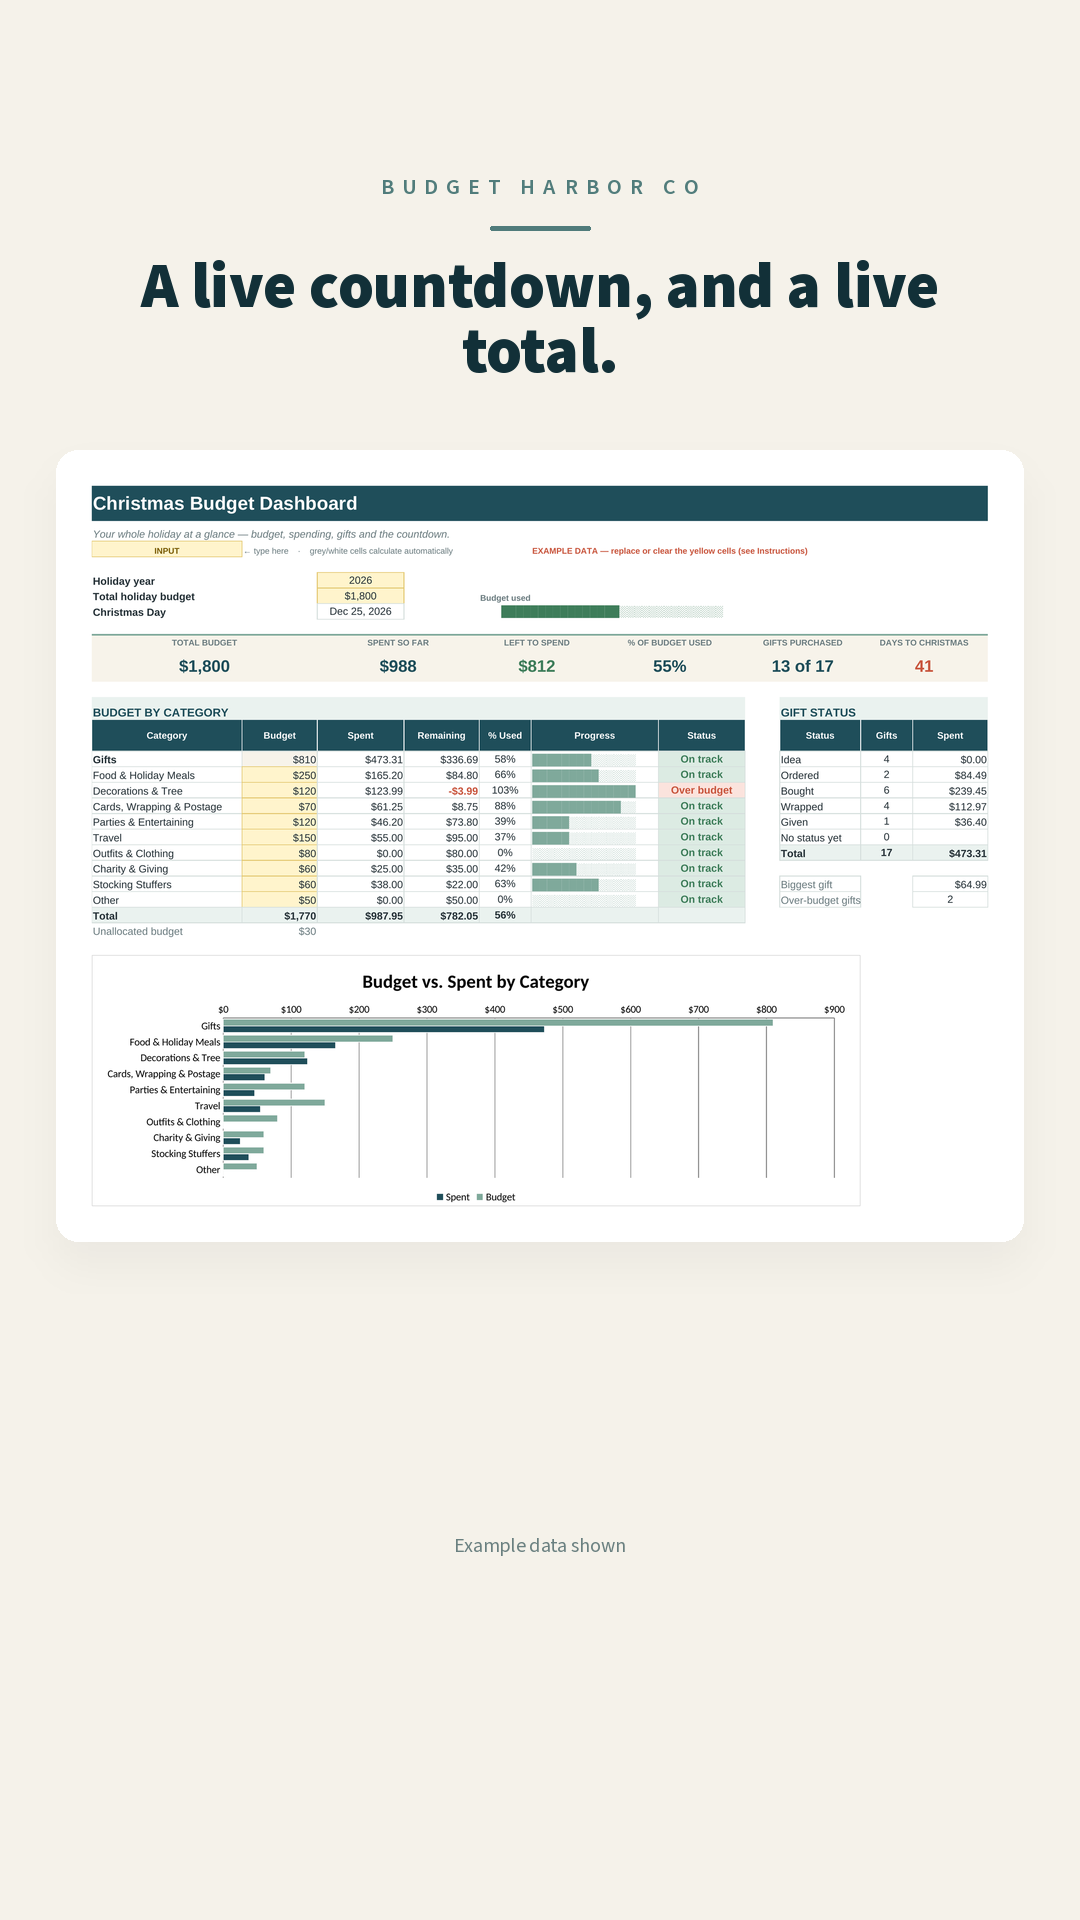 BUDGET HARBOR CO
A live countdown, and a live
total.
Christmas Budget Dashboard
Your whole holiday at a glance — budget, spending, gifts and the countdown.
INPUT ← type here · grey/white cells calculate automatically EXAMPLE DATA — replace or clear the yellow cells (see Instructions)
Holiday year 2026
Total holiday budget $1,800 Budget used
Christmas Day Dec 25, 2026
TOTAL BUDGET SPENT SO FAR LEFT TO SPEND % OF BUDGET USED GIFTS PURCHASED DAYS TO CHRISTMAS
$1,800 $988 $812 55% 13 of 17 41
BUDGET BY CATEGORY GIFT STATUS
Category Budget Spent Remaining % Used Progress Status Status Gifts Spent
Gifts $810 $473.31 $336.69 58% On track Idea 4 $0.00
Food & Holiday Meals $250 $165.20 $84.80 66% On track Ordered 2 $84.49
Decorations & Tree $120 $123.99 -$3.99 103% Over budget Bought 6 $239.45
Cards, Wrapping & Postage $70 $61.25 $8.75 88% On track Wrapped 4 $112.97
Parties & Entertaining $120 $46.20 $73.80 39% On track Given 1 $36.40
Travel $150 $55.00 $95.00 37% On track No status yet 0
Outfits & Clothing $80 $0.00 $80.00 0% On track Total 17 $473.31
Charity & Giving $60 $25.00 $35.00 42% On track
Stocking Stuffers $60 $38.00 $22.00 63% On track Biggest gift $64.99
Other $50 $0.00 $50.00 0% On track Over-budget gifts 2
Total $1,770 $987.95 $782.05 56%
Unallocated budget $30
Budget vs. Spent by Category
$0 $100 $200 $300 $400 $500 $600 $700 $800 $900
Gifts
Food & Holiday Meals
Decorations & Tree
Cards, Wrapping & Postage
Parties & Entertaining
Travel
Outfits & Clothing
Charity & Giving
Stocking Stuffers
Other
Spent Budget
Example data shown